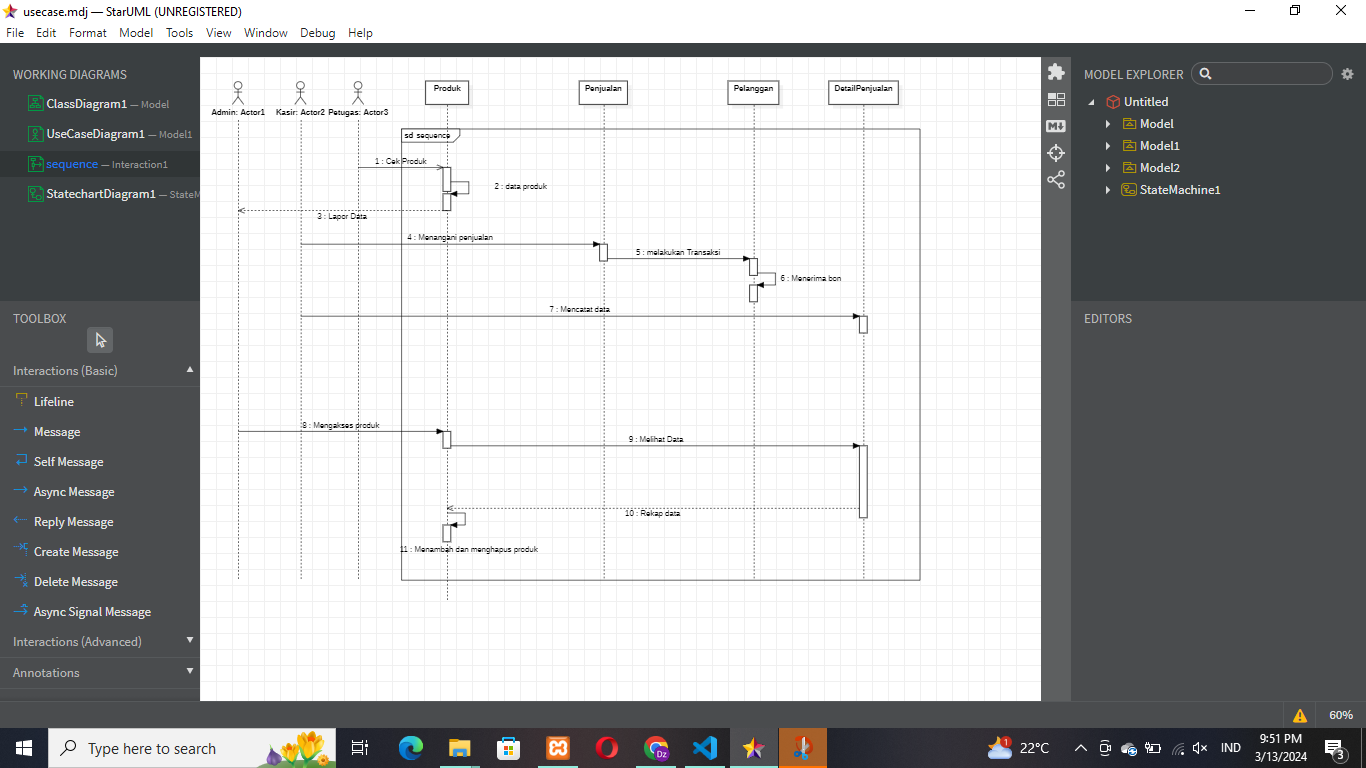 usecase.mdj — StarUML (UNREGISTERED)
File Edit Format Model Tools View Window Debug Help
WORKING DIAGRAMS
ClassDiagram1 — Model
UseCaseDiagram1 — Model1
sequence — Interaction1
StatechartDiagram1 — StateM
TOOLBOX
Interactions (Basic)
Lifeline
Message
Self Message
Async Message
Reply Message
Create Message
Delete Message
Async Signal Message
Interactions (Advanced)
Annotations
Admin: Actor1 Kasir: Actor2 Petugas: Actor3
Produk Penjualan Pelanggan DetailPenjualan
sd sequence
1 : Cek Produk
2 : data produk
3 : Lapor Data
4 : Menangani penjualan
5 : melakukan Transaksi
6 : Menerima bon
7 : Mencatat data
8 : Mengakses produk
9 : Melihat Data
10 : Rekap data
11 : Menambah dan menghapus produk
M
MODEL EXPLORER
Untitled
Model
Model1
Model2
StateMachine1
EDITORS
60%
Type here to search
Dz
1
22°C
IND
9:51 PM
3/13/2024
3